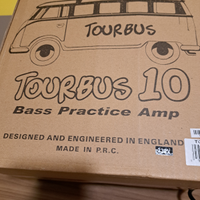 TOURBUS
TOURBUS 10
Bass Practice Amp
DESIGNED AND ENGINEERED IN ENGLAND
MADE IN P.R.C.